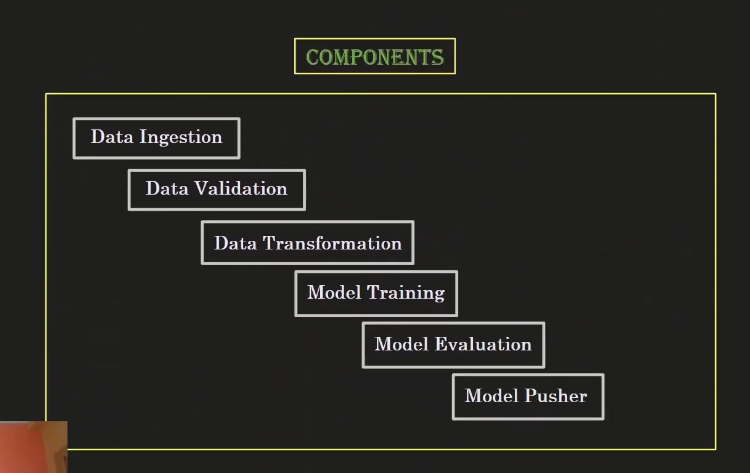 COMPONENTS
Data Ingestion
Data Validation
Data Transformation
Model Training
Model Evaluation
Model Pusher